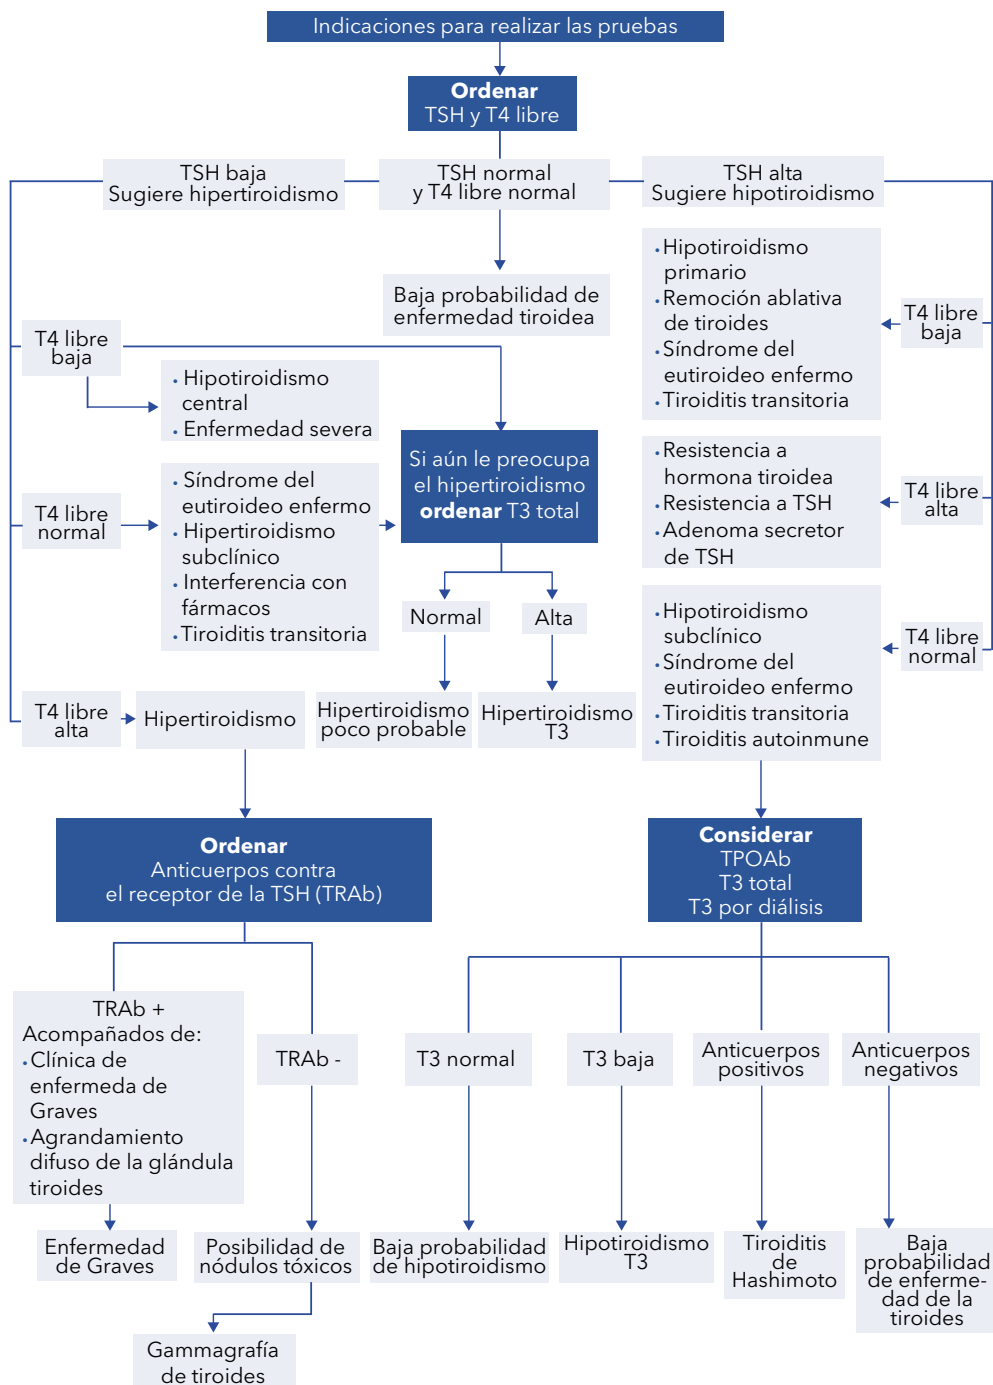 Indicaciones para realizar las pruebas
Ordenar
TSH y T4 libre
TSH baja
Sugiere hipertiroidismo
TSH normal
y T4 libre normal
TSH alta
Sugiere hipotiroidismo
Baja probabilidad de
enfermedad tiroidea
T4 libre
baja
• Hipotiroidismo
central
• Enfermedad severa
T4 libre
normal
• Síndrome del
eutiroideo enfermo
• Hipertiroidismo
subclínico
• Interferencia con
fármacos
• Tiroiditis transitoria
Si aún le preocupa
el hipertiroidismo
ordenar T3 total
Normal
Alta
Hipertiroidismo
poco probable
Hipertiroidismo
T3
T4 libre
alta
Hipertiroidismo
• Hipotiroidismo
primario
• Remoción ablativa
de tiroides
• Síndrome del
eutiroideo enfermo
• Tiroiditis transitoria
T4 libre
baja
• Resistencia a
hormona tiroidea
• Resistencia a TSH
• Adenoma secretor
de TSH
T4 libre
alta
• Hipotiroidismo
subclínico
• Síndrome del
eutiroideo enfermo
• Tiroiditis transitoria
• Tiroiditis autoinmune
T4 libre
normal
Ordenar
Anticuerpos contra
el receptor de la TSH (TRAb)
TRAb +
Acompañados de:
• Clínica de
enfermeda de
Graves
• Agrandamiento
difuso de la glándula
tiroides
TRAb -
Enfermedad
de Graves
Posibilidad de
nódulos tóxicos
Gammagrafía
de tiroides
Considerar
TPOAb
T3 total
T3 por diálisis
T3 normal
T3 baja
Anticuerpos
positivos
Anticuerpos
negativos
Baja probabilidad
de hipotiroidismo
Hipotiroidismo
T3
Tiroiditis
de
Hashimoto
Baja
probabilidad
de enferme-
dad de la
tiroides